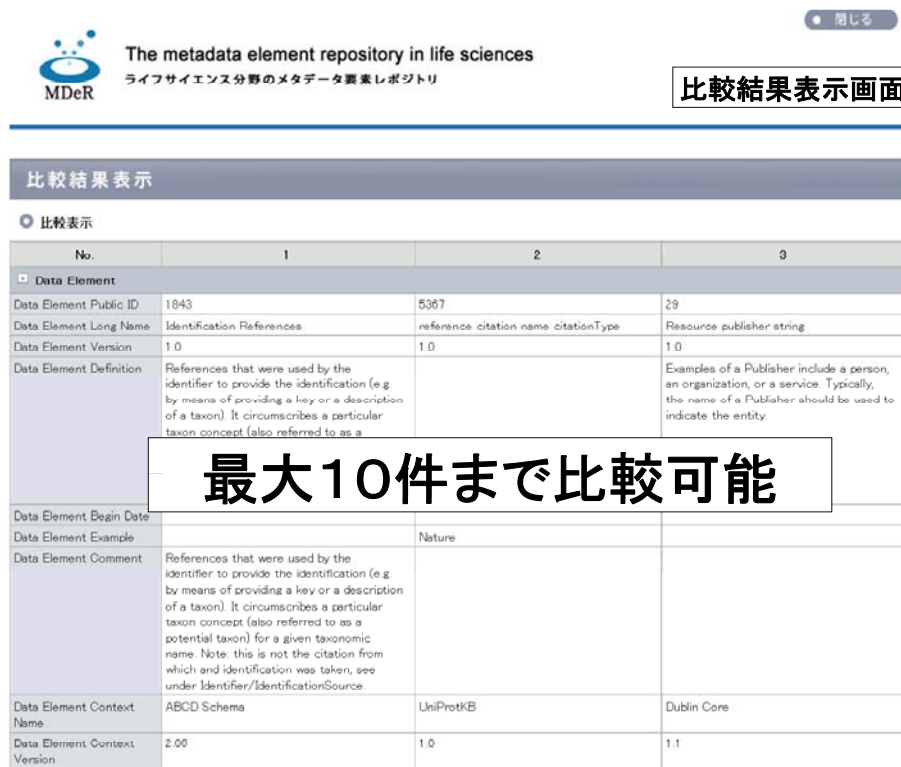 閉じる
The metadata element repository in life sciences
ライフサイエンス分野のメタデータ要素レポジトリ
MDeR
比較結果表示画面
比較結果表示
比較表示
No. 1 2 3
Data Element
Data Element Public ID 1843 5367 29
Data Element Long Name Identification References reference citation name citationType Resource publisher string
Data Element Version 1.0 1.0 1.0
Data Element Definition References that were used by the Examples of a Publisher include a person,
identifier to provide the identification (e.g. an organization, or a service. Typically,
by means of providing a key or a description the name of a Publisher should be used to
of a taxon). It circumscribes a particular indicate the entity.
taxon concept (also referred to as a
最大10件まで比較可能
Data Element Begin Date
Data Element Example Nature
Data Element Comment References that were used by the
identifier to provide the identification (e.g.
by means of providing a key or a description
of a taxon). It circumscribes a particular
taxon concept (also referred to as a
potential taxon) for a given taxonomic
name. Note: this is not the citation from
which and identification was taken, see
under Identifier/IdentificationSource.
Data Element Context ABCD Schema UniProtKB Dublin Core
Name
Data Element Context 2.06 1.0 1.1
Version